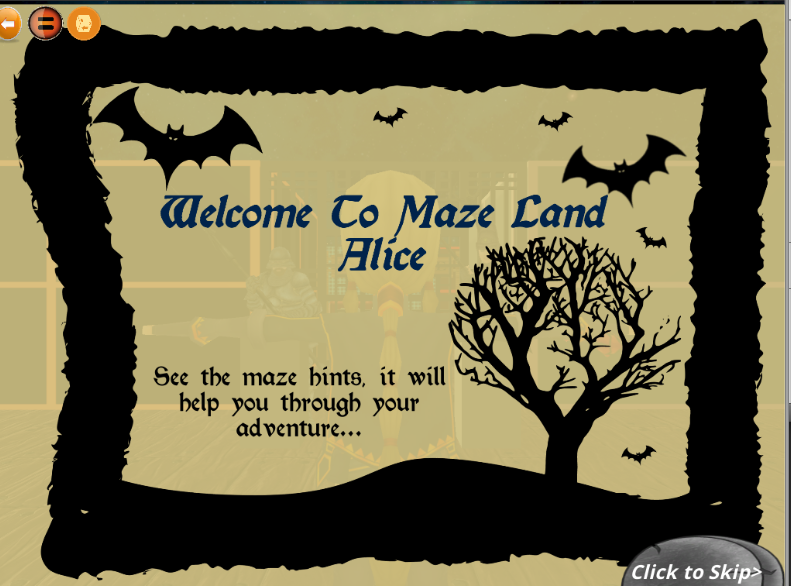 Welcome To Maze Land
Alice
See the maze hints, it will
help you through your
adventure...
Click to Skip>